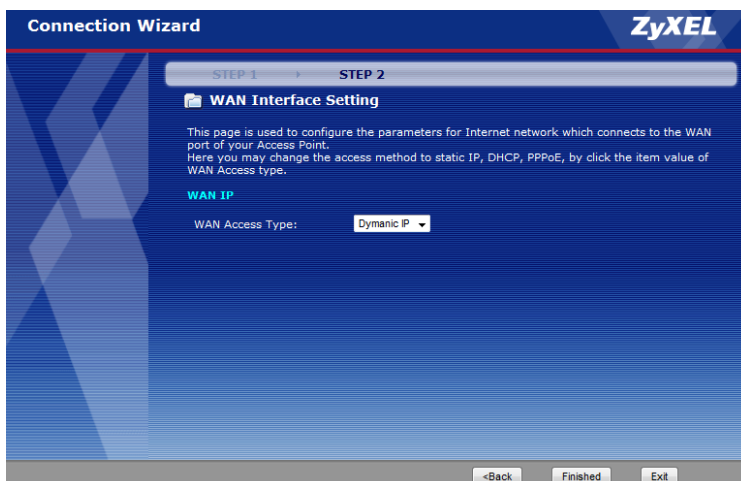 Connection Wizard
ZyXEL
STEP 1
STEP 2
WAN Interface Setting
This page is used to configure the parameters for Internet network which connects to the WAN
port of your Access Point.
Here you may change the access method to static IP, DHCP, PPPoE, by click the item value of
WAN Access type.
WAN IP
WAN Access Type: Dymanic IP
<Back Finished Exit